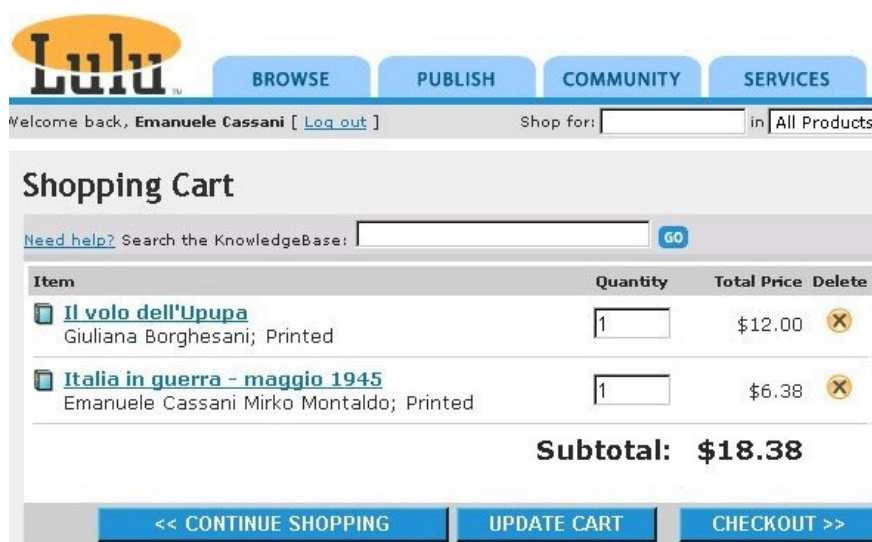 Lulu™
BROWSE PUBLISH COMMUNITY SERVICES
Welcome back, Emanuele Cassani [ Log out ] Shop for: in All Products
Shopping Cart
Need help? Search the KnowledgeBase: GO
Item Quantity Total Price Delete
Il volo dell'Upupa
Giuliana Borghesani; Printed 1 $12.00
Italia in guerra - maggio 1945
Emanuele Cassani Mirko Montaldo; Printed 1 $6.38
Subtotal: $18.38
<< CONTINUE SHOPPING UPDATE CART CHECKOUT >>